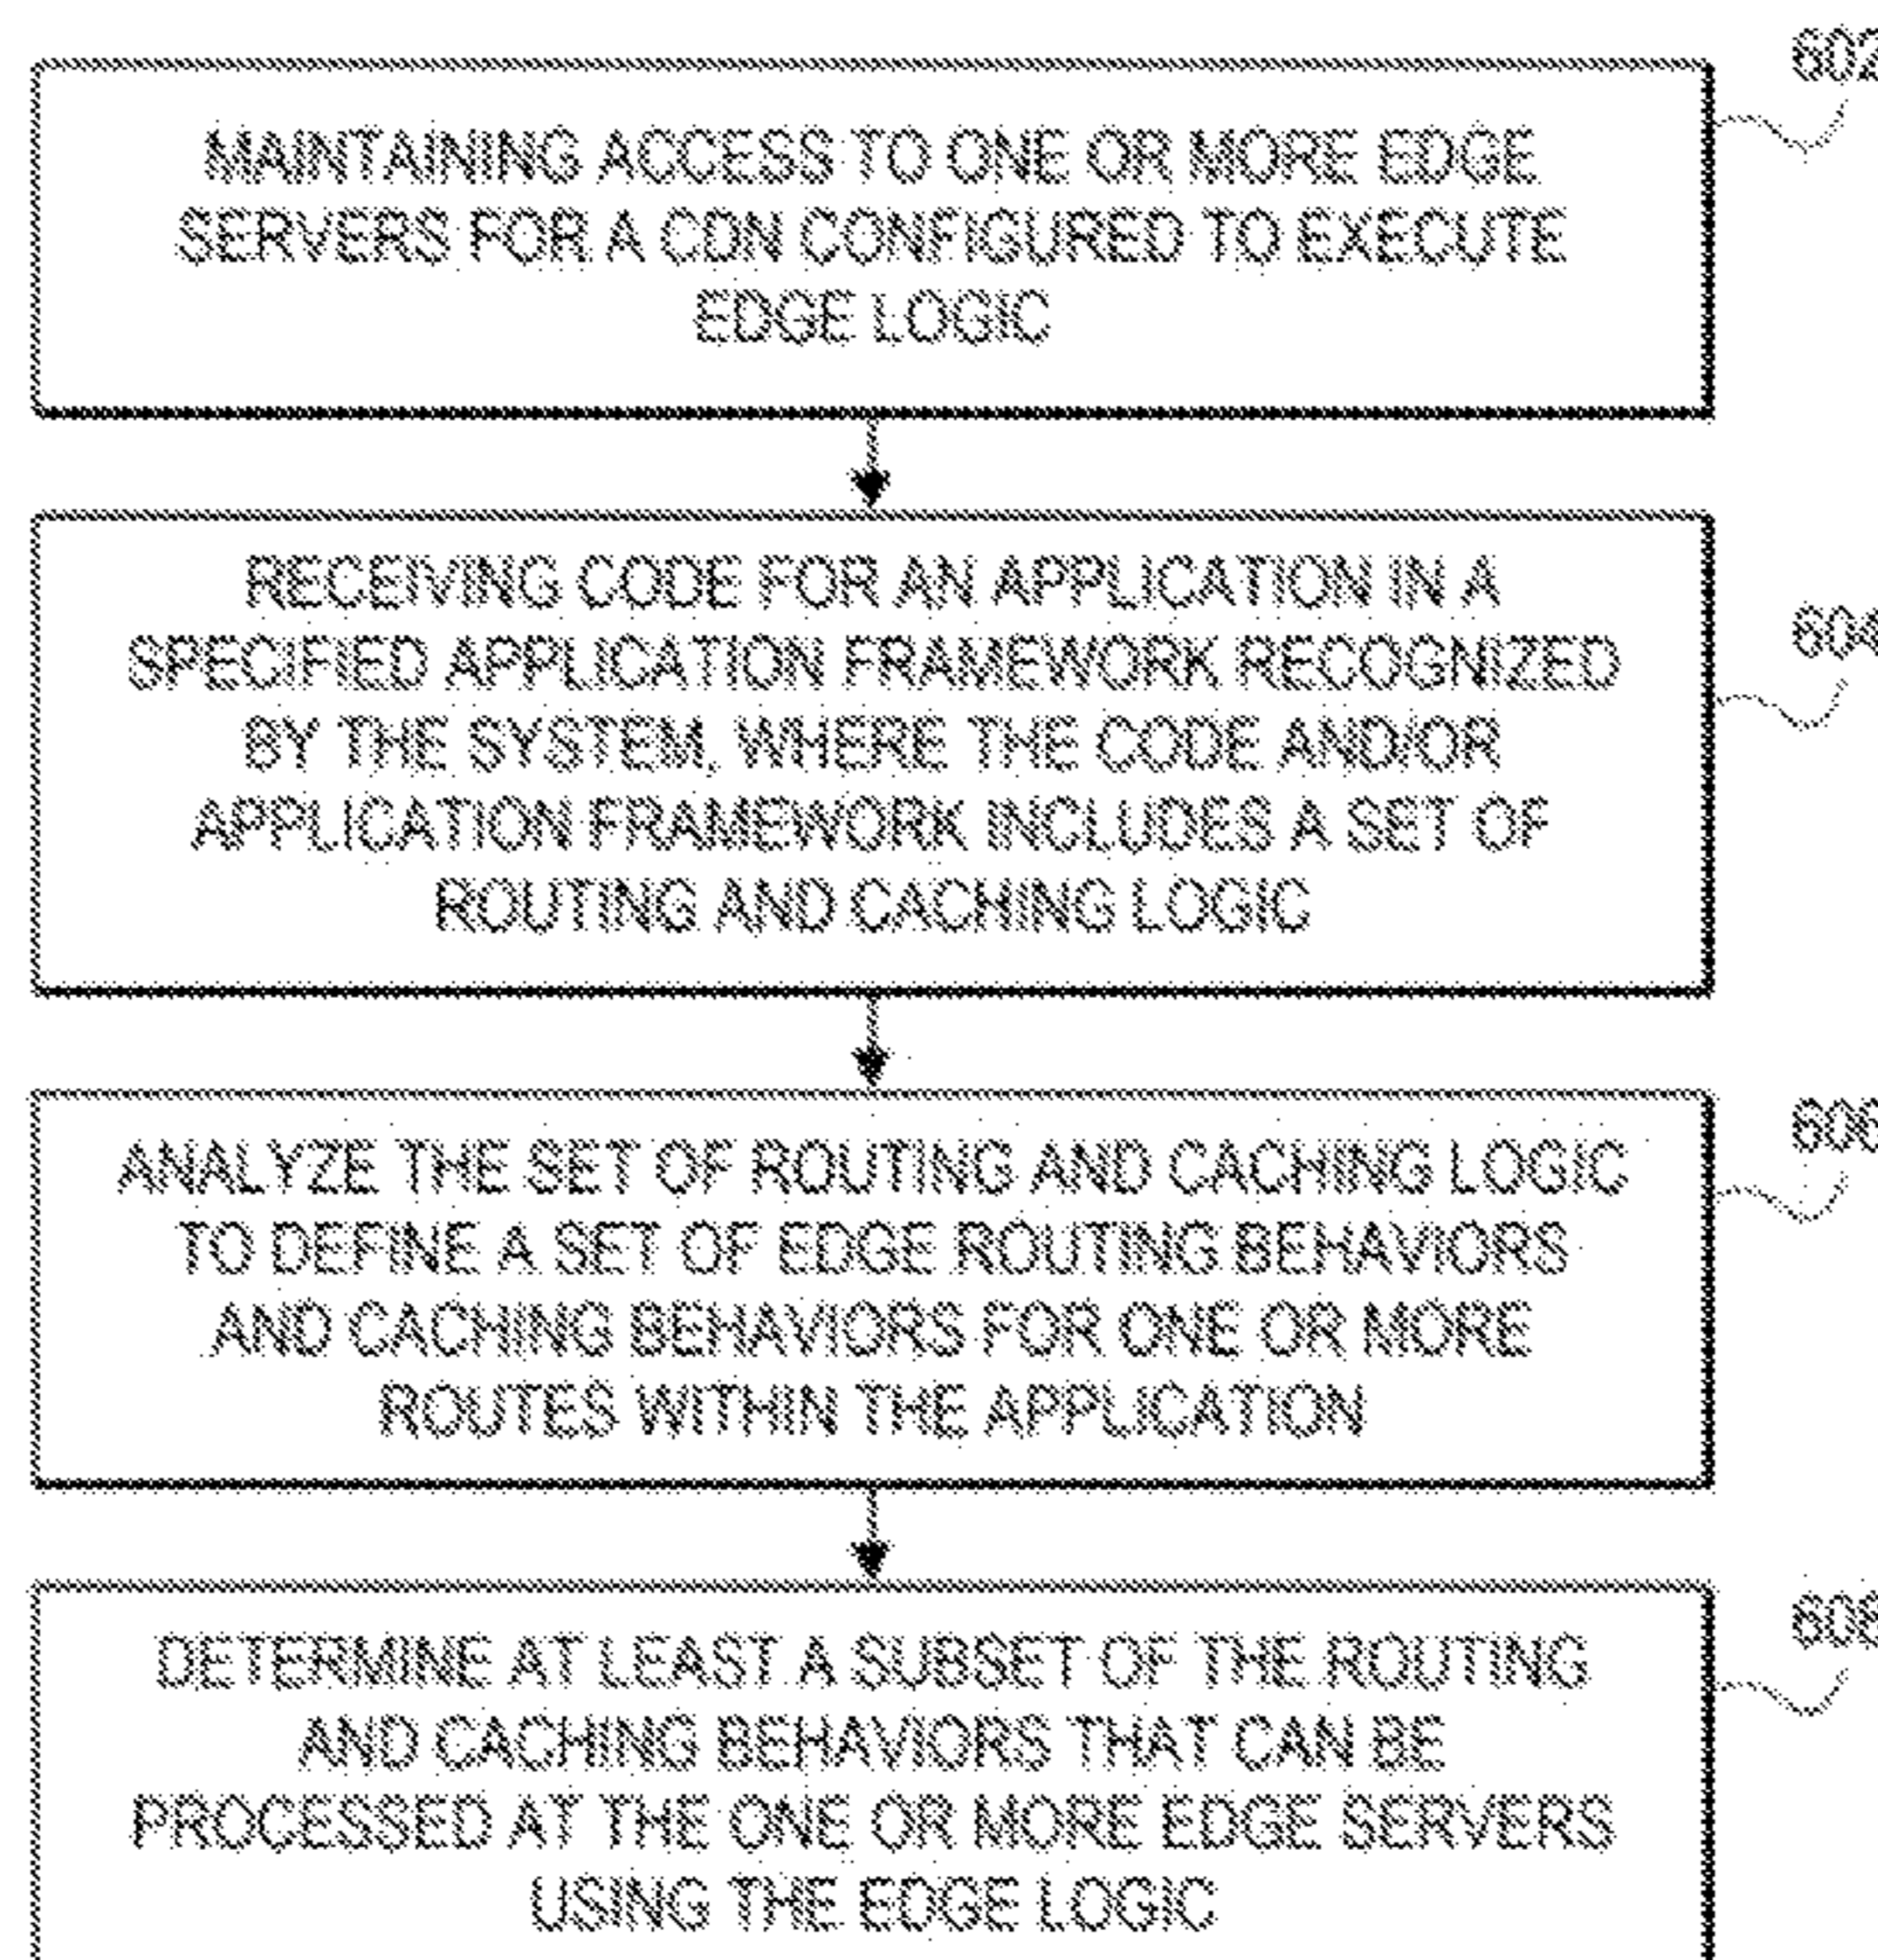 602
MAINTAINING ACCESS TO ONE OR MORE EDGE
SERVERS FOR A CDN CONFIGURED TO EXECUTE
EDGE LOGIC
RECEIVING CODE FOR AN APPLICATION IN A
SPECIFIED APPLICATION FRAMEWORK RECOGNIZED
BY THE SYSTEM, WHERE THE CODE AND/OR
APPLICATION FRAMEWORK INCLUDES A SET OF
ROUTING AND CACHING LOGIC
604
ANALYZE THE SET OF ROUTING AND CACHING LOGIC
TO DEFINE A SET OF EDGE ROUTING BEHAVIORS
AND CACHING BEHAVIORS FOR ONE OR MORE
ROUTES WITHIN THE APPLICATION
606
DETERMINE AT LEAST A SUBSET OF THE ROUTING
AND CACHING BEHAVIORS THAT CAN BE
PROCESSED AT THE ONE OR MORE EDGE SERVERS
USING THE EDGE LOGIC
608